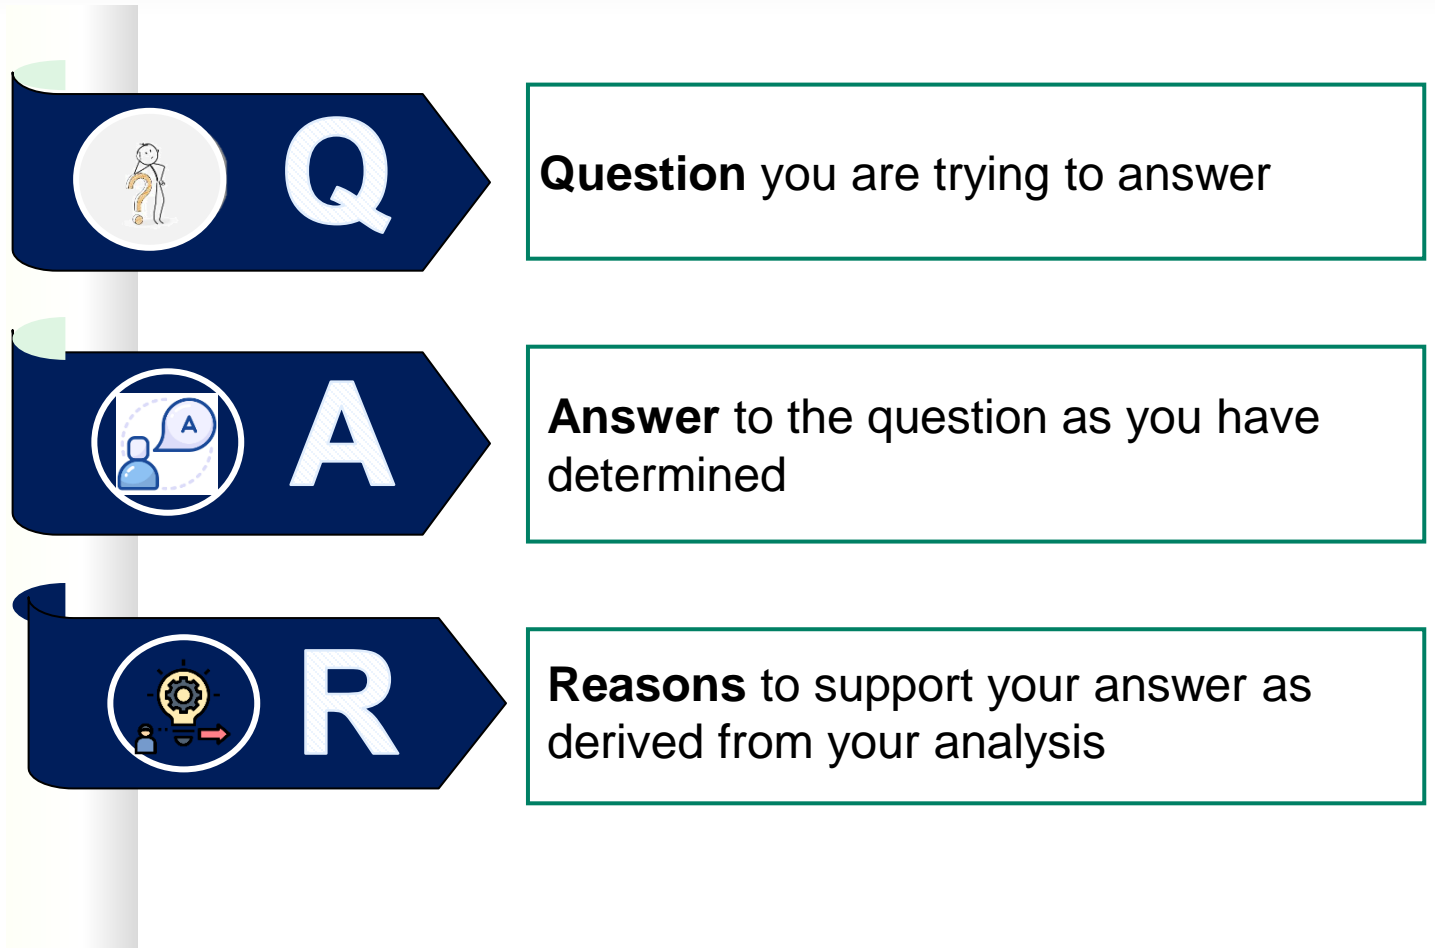 Q
Question you are trying to answer
A
A
Answer to the question as you have
determined
R
Reasons to support your answer as
derived from your analysis